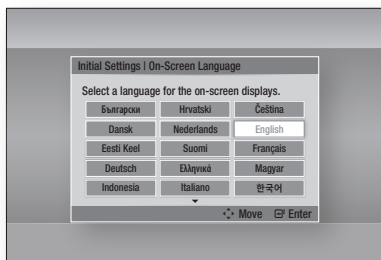 Initial Settings | On-Screen Language
Select a language for the on-screen displays.
Български Hrvatski Čeština
Dansk Nederlands English
Eesti Keel Suomi Français
Deutsch Ελληνικά Magyar
Indonesia Italiano 한국어
Move Enter